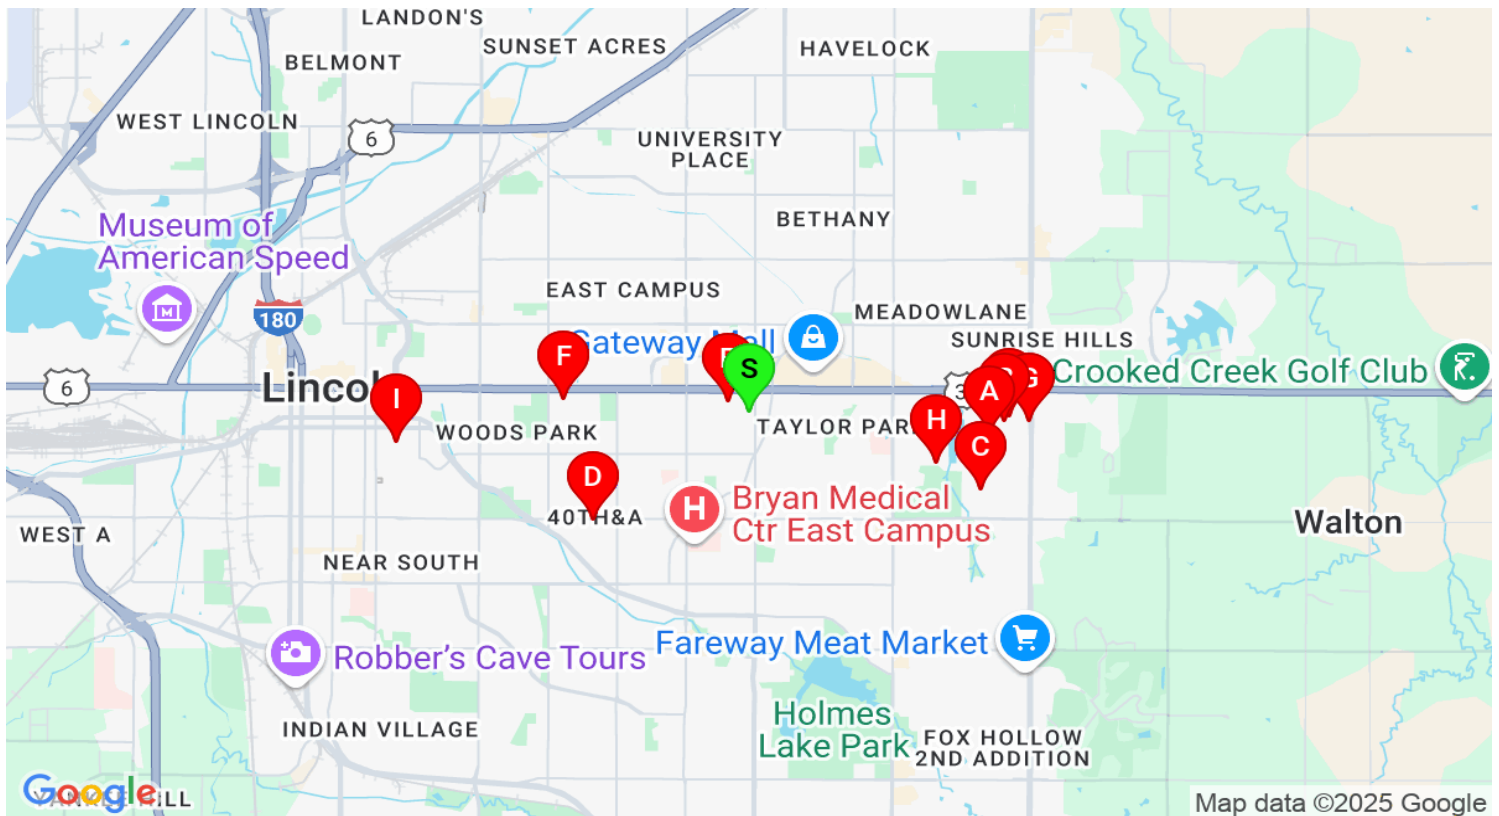 LANDON'S
SUNSET ACRES
HAVELOCK
BELMONT
WEST LINCOLN
6
UNIVERSITY
PLACE
BETHANY
Museum of
American Speed
EAST CAMPUS
MEADOWLANE
180
SUNRISE HILLS
Gateway
F
S
G
Crooked Creek Golf Club
6
3
A
I
H
WOODS PARK
TAYLOR
C
D
40TH&A
H
Bryan Medical
Ctr East Campus
Walton
WEST A
NEAR SOUTH
Fareway Meat Market
Robber's Cave Tours
Holmes
Lake Park
INDIAN VILLAGE
FOX HOLLOW
2ND ADDITION
Google
HILL
Map data ©2025 Google